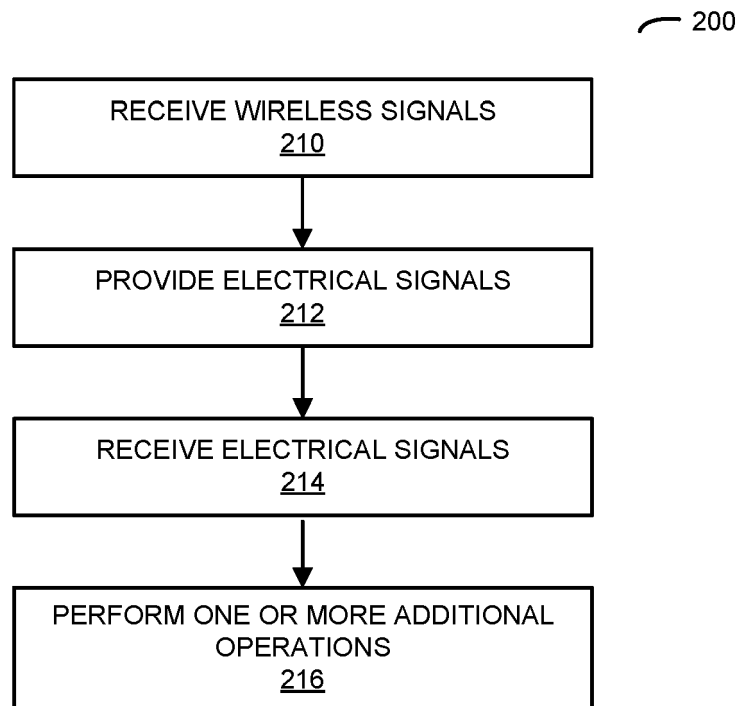 200
RECEIVE WIRELESS SIGNALS
210
PROVIDE ELECTRICAL SIGNALS
212
RECEIVE ELECTRICAL SIGNALS
214
PERFORM ONE OR MORE ADDITIONAL
OPERATIONS
216